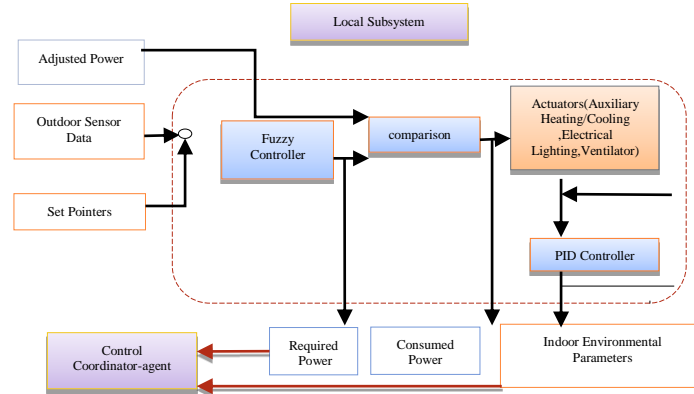 Local Subsystem
Adjusted Power
Outdoor Sensor
Data
Set Pointers
Fuzzy
Controller
comparison
Actuators(Auxiliary
Heating/Cooling
,Electrical
Lighting,Ventilator)
PID Controller
Control
Coordinator-agent
Required
Power
Consumed
Power
Indoor Environmental
Parameters